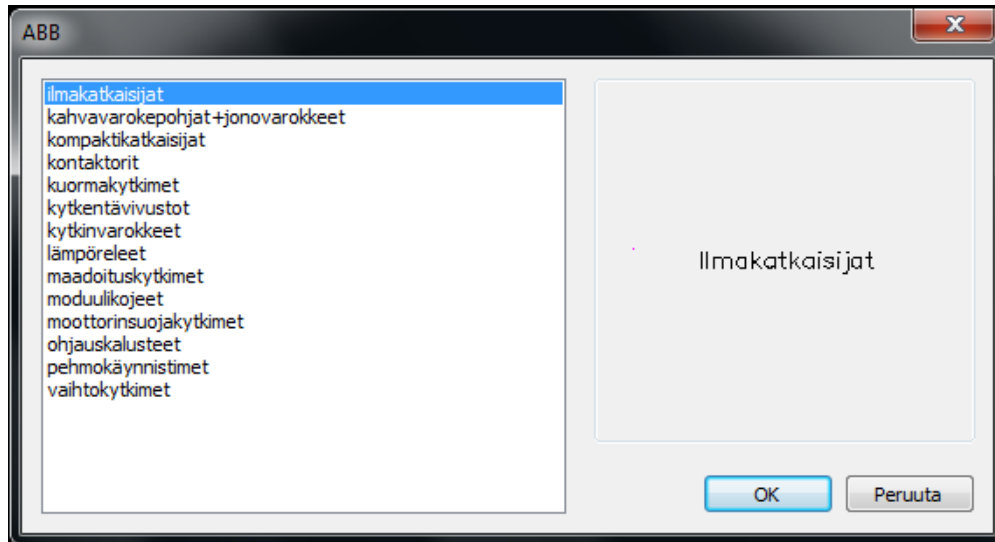 ABB
ilmakatkaisijat
kahvavarokepohjat+jonovarokkeet
kompaktikatkaisijat
kontaktorit
kuormakytkimet
kytkentävivustot
kytkinvarokkeet
lämpöreleet
maadoituskytkimet
moduulikojeet
moottorinsuojakytkimet
ohjauskalusteet
pehmokäynnistimet
vaihtokytkimet
Ilmakatkaisijat
OK Peruuta